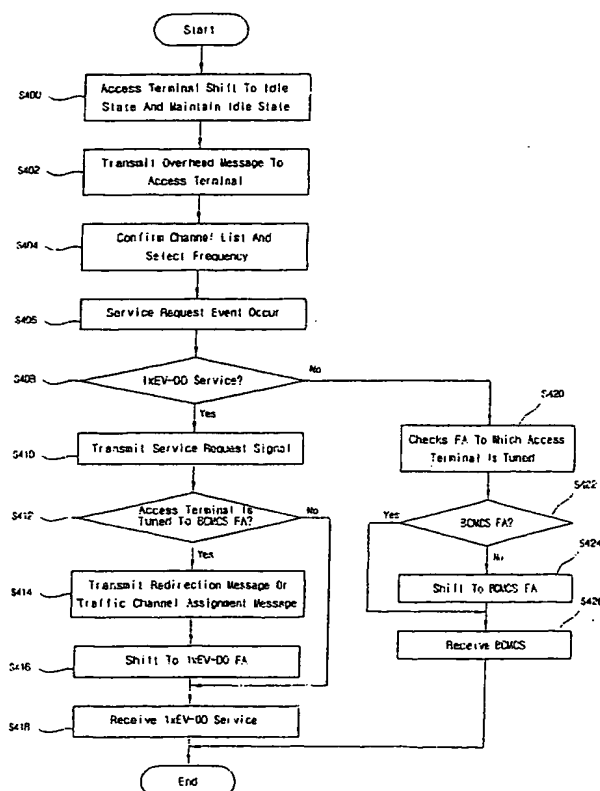 Start
S400
Access Terminal Shift To Idle
State And Maintain Idle State
S402
Transmit Overhead Message To
Access Terminal
S404
Confirm Channel List And
Select Frequency
S406
Service Request Event Occur
S408
1xEV-DO Service?
No
Yes
S410
Transmit Service Request Signal
S412
Access Terminal Is
Tuned To BCMCS FA?
No
Yes
S414
Transmit Redirection Message Or
Traffic Channel Assignment Message
S416
Shift To 1xEV-DO FA
S418
Receive 1xEV-DO Service
S420
Checks FA To Which Access
Terminal Is Tuned
S422
BCMCS FA?
Yes
No
S424
Shift To BCMCS FA
S426
Receive BCMCS
End